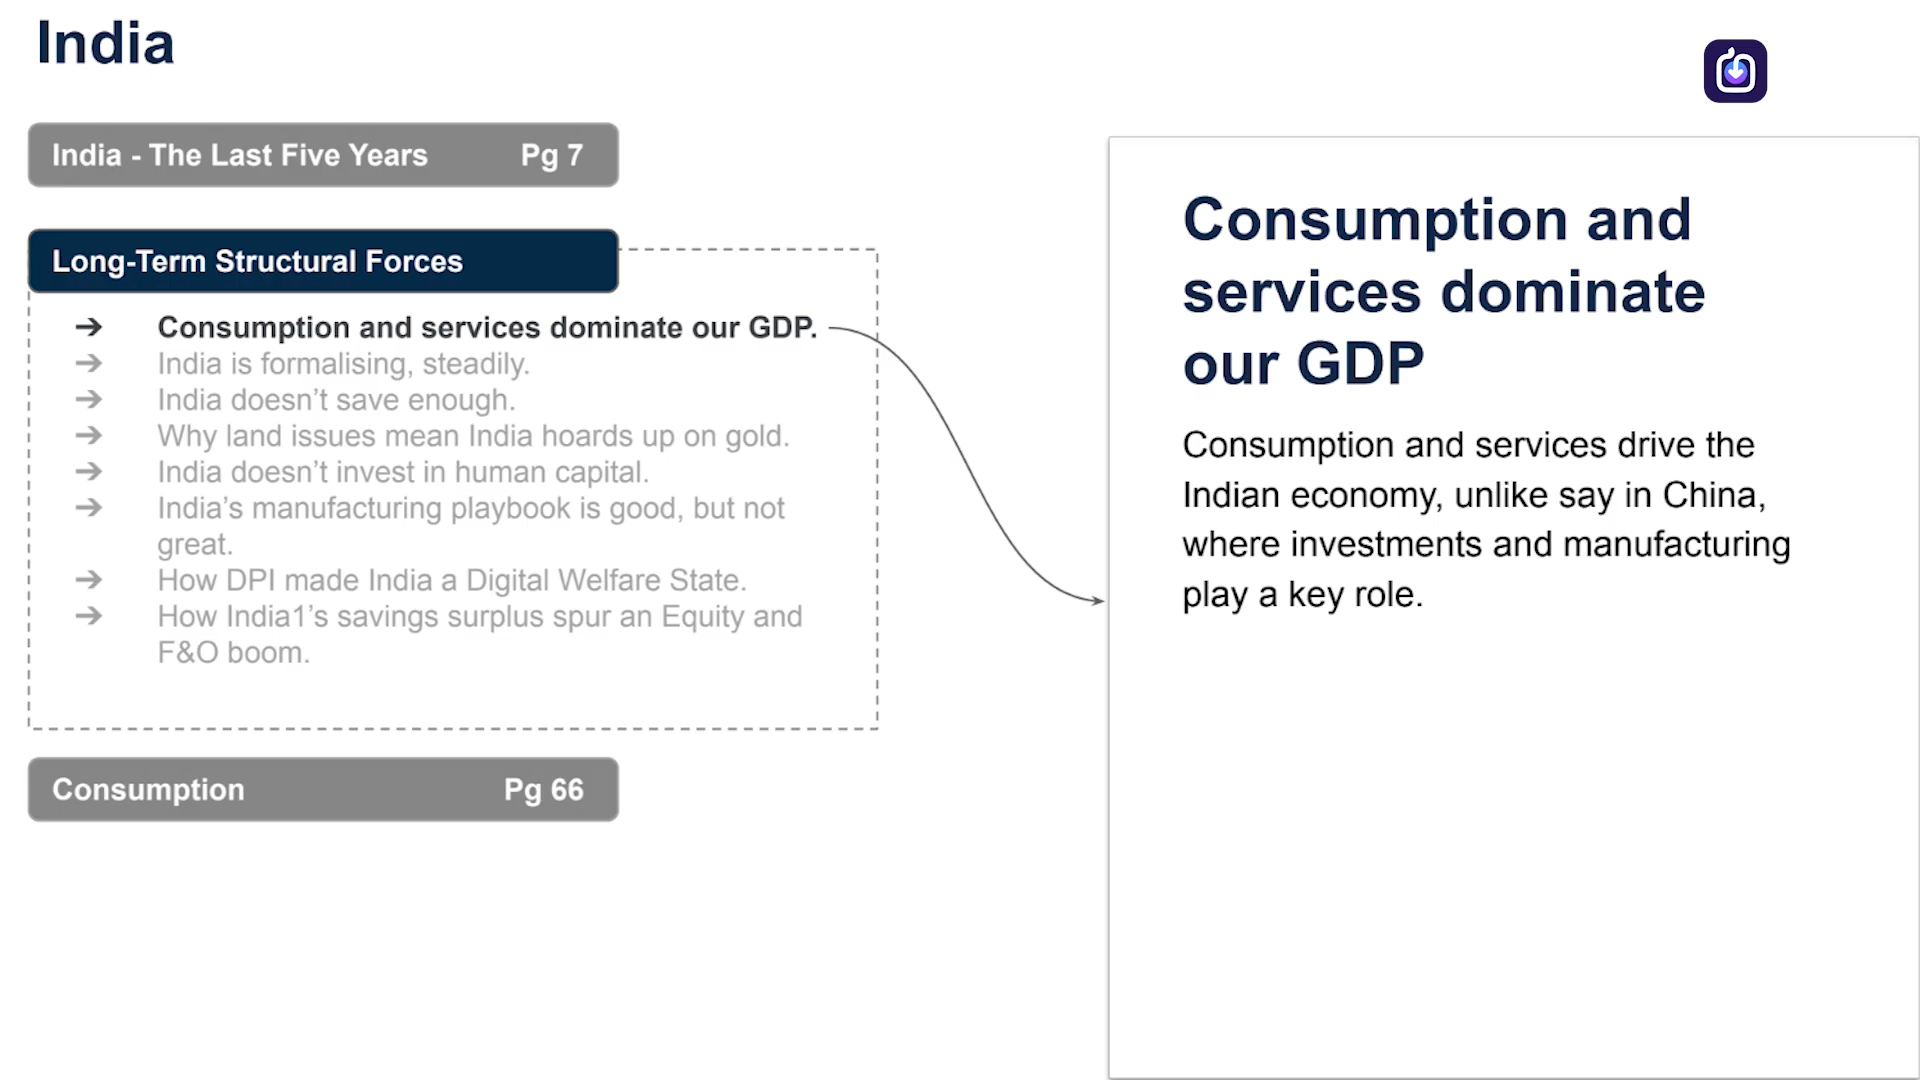 India
India - The Last Five Years Pg 7
Long-Term Structural Forces
➔ Consumption and services dominate our GDP.
➔ India is formalising, steadily.
➔ India doesn’t save enough.
➔ Why land issues mean India hoards up on gold.
➔ India doesn’t invest in human capital.
➔ India’s manufacturing playbook is good, but not
great.
➔ How DPI made India a Digital Welfare State.
➔ How India1’s savings surplus spur an Equity and
F&O boom.
Consumption Pg 66
Consumption and
services dominate
our GDP
Consumption and services drive the
Indian economy, unlike say in China,
where investments and manufacturing
play a key role.